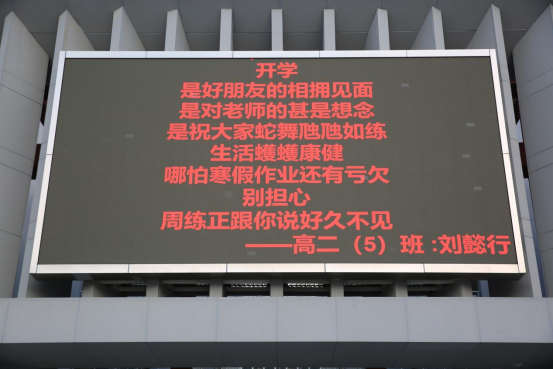 开学
是好朋友的相拥见面
是对老师的甚是想念
是祝大家蛇舞虺虺如练
生活蠖蠖康健
哪怕寒假作业还有亏欠
别担心
周练正跟你说好久不见
——高二（5）班:刘懿行